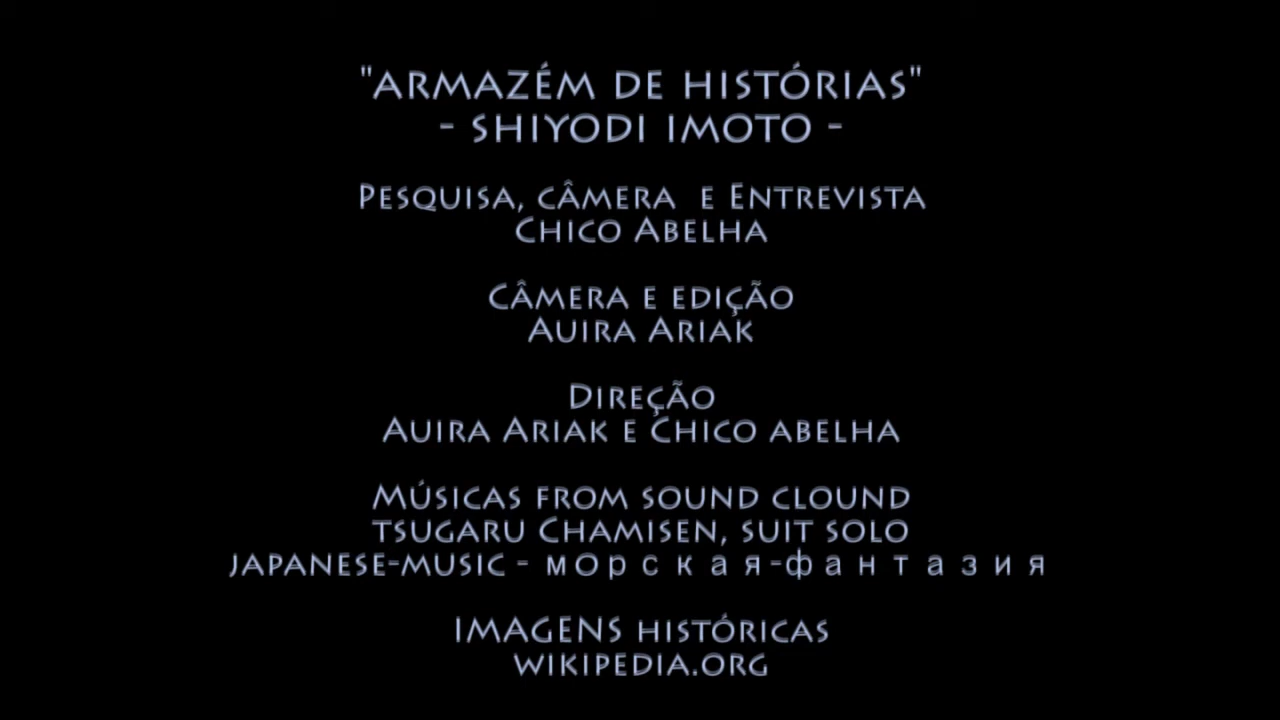 "ARMAZÉM DE HISTÓRIAS"
- SHIYODI IMOTO -
PESQUISA, CÂMERA E ENTREVISTA
CHICO ABELHA
CÂMERA E EDIÇÃO
AUIRA ARIAK
DIREÇÃO
AUIRA ARIAK E CHICO ABELHA
MÚSICAS FROM SOUND CLOUND
TSUGARU CHAMISEN, SUIT SOLO
JAPANESE-MUSIC - морская-фантазия
IMAGENS HISTÓRICAS
WIKIPEDIA.ORG